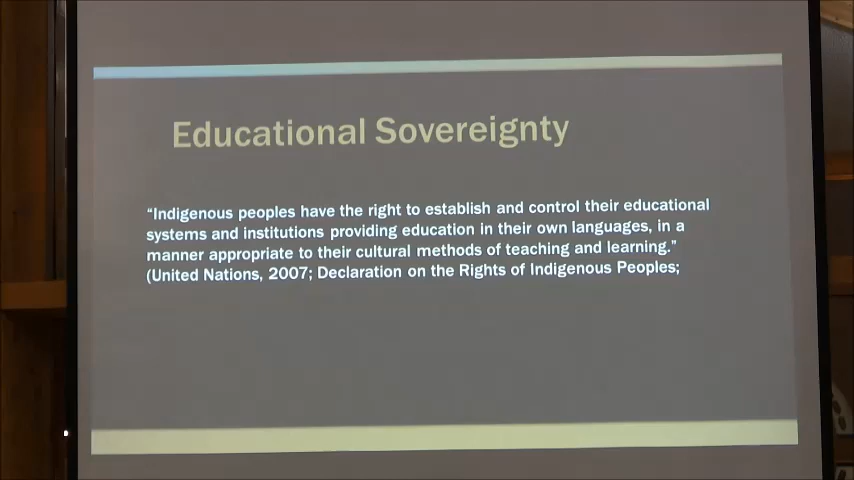 Educational Sovereignty
“Indigenous peoples have the right to establish and control their educational
systems and institutions providing education in their own languages, in a
manner appropriate to their cultural methods of teaching and learning.”
(United Nations, 2007; Declaration on the Rights of Indigenous Peoples;